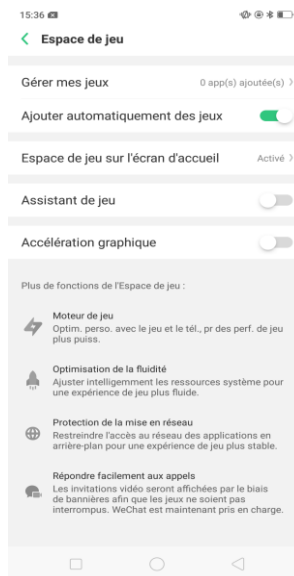 15:36
Espace de jeu
Gérer mes jeux 0 app(s) ajoutée(s)
Ajouter automatiquement des jeux
Espace de jeu sur l'écran d'accueil Activé
Assistant de jeu
Accélération graphique
Plus de fonctions de l'Espace de jeu :
Moteur de jeu
Optim. perso. avec le jeu et le tél., pr des perf. de jeu
plus puiss.
Optimisation de la fluidité
Ajuster intelligemment les ressources système pour
une expérience de jeu plus fluide.
Protection de la mise en réseau
Restreindre l'accès au réseau des applications en
arrière-plan pour une expérience de jeu plus stable.
Répondre facilement aux appels
Les invitations vidéo seront affichées par le biais
de bannières afin que les jeux ne soient pas
interrompus. WeChat est maintenant pris en charge.